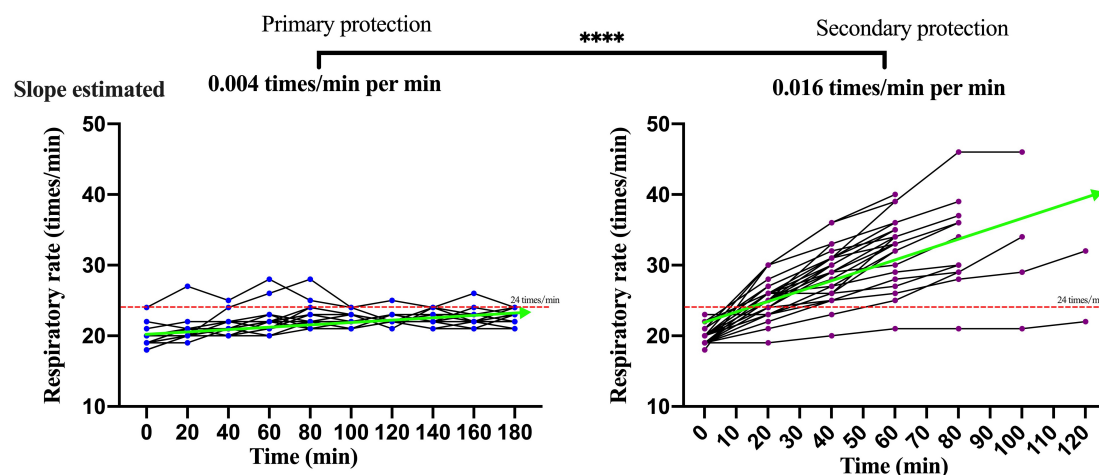 Primary protection
Secondary protection
****
Slope estimated
0.004 times/min per min
0.016 times/min per min
Respiratory rate (times/min)
50
40
30
20
10
24 times/min
0 20 40 60 80 100 120 140 160 180
Time (min)
Respiratory rate (times/min)
50
40
30
20
10
24 times/m
0 10 20 30 40 50 60 70 80 90 100 110 120
Time (min)